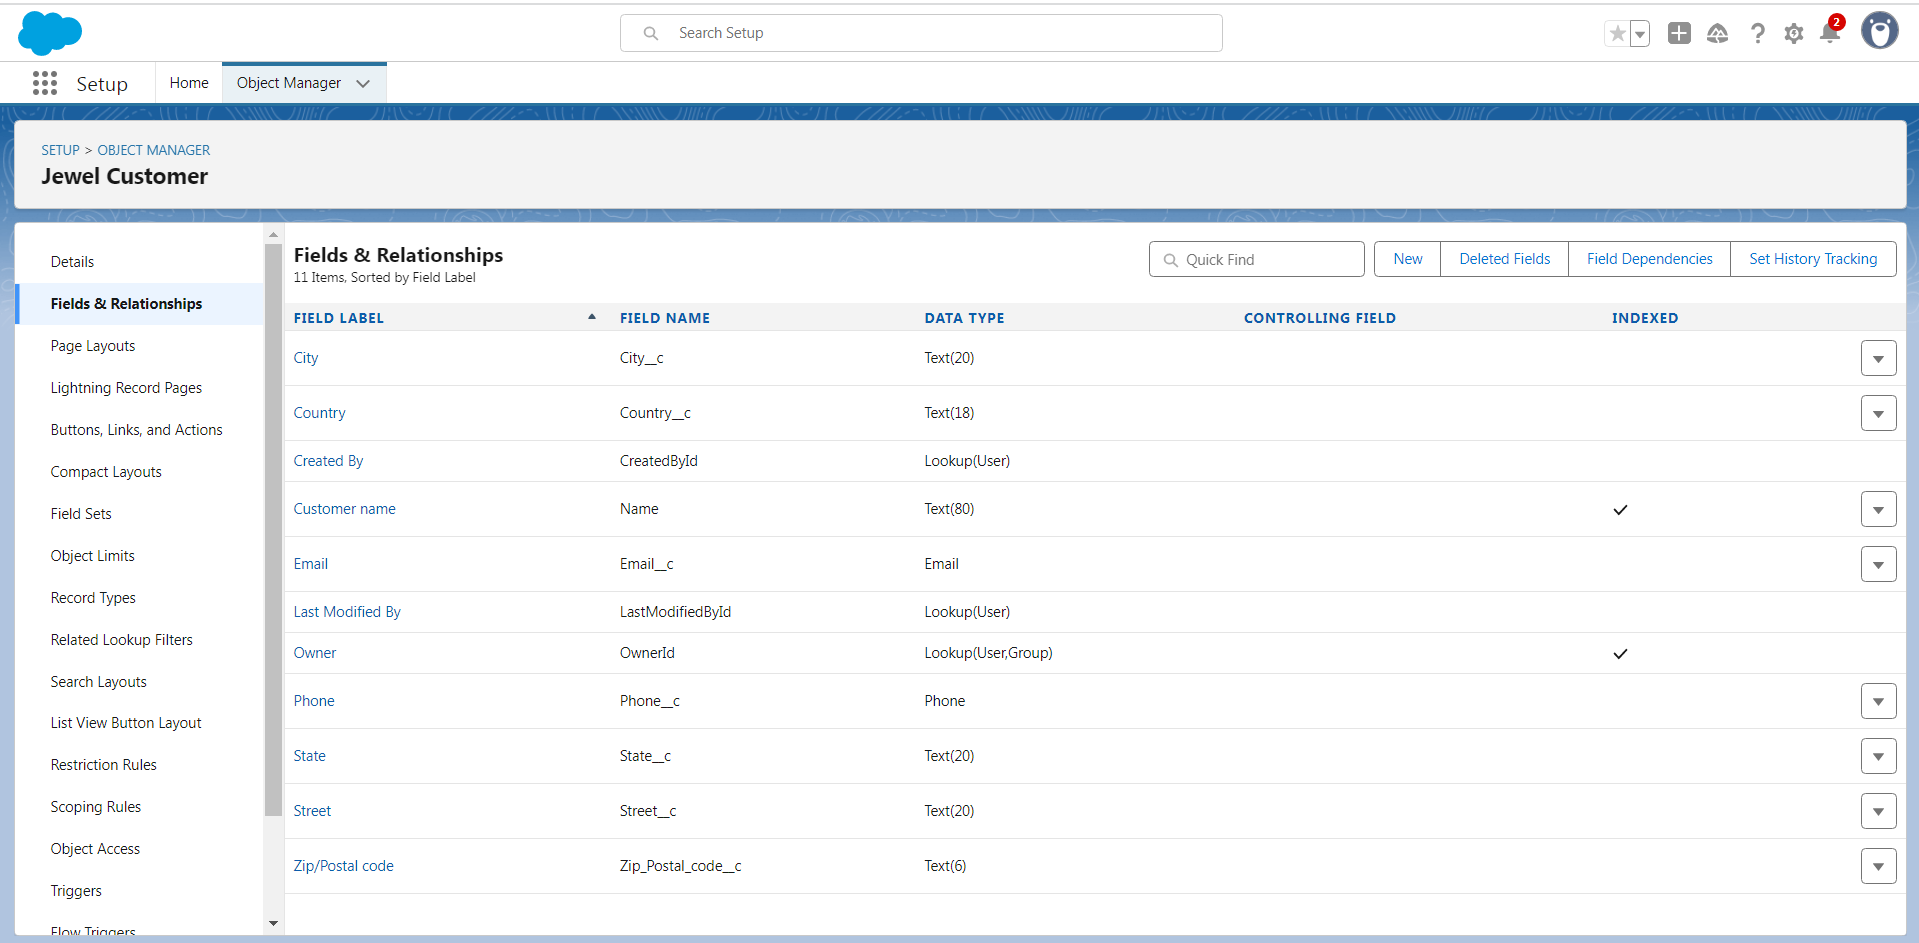 Search Setup
2
Setup
Home
Object Manager
SETUP > OBJECT MANAGER
Jewel Customer
Details
Fields & Relationships
Page Layouts
Lightning Record Pages
Buttons, Links, and Actions
Compact Layouts
Field Sets
Object Limits
Record Types
Related Lookup Filters
Search Layouts
List View Button Layout
Restriction Rules
Scoping Rules
Object Access
Triggers
Flow Triggers
Fields & Relationships
11 Items, Sorted by Field Label
Quick Find
New
Deleted Fields
Field Dependencies
Set History Tracking
FIELD LABEL FIELD NAME DATA TYPE CONTROLLING FIELD INDEXED
City City__c Text(20)
Country Country__c Text(18)
Created By CreatedById Lookup(User)
Customer name Name Text(80)
Email Email__c Email
Last Modified By LastModifiedById Lookup(User)
Owner OwnerId Lookup(User,Group)
Phone Phone__c Phone
State State__c Text(20)
Street Street__c Text(20)
Zip/Postal code Zip_Postal_code__c Text(6)